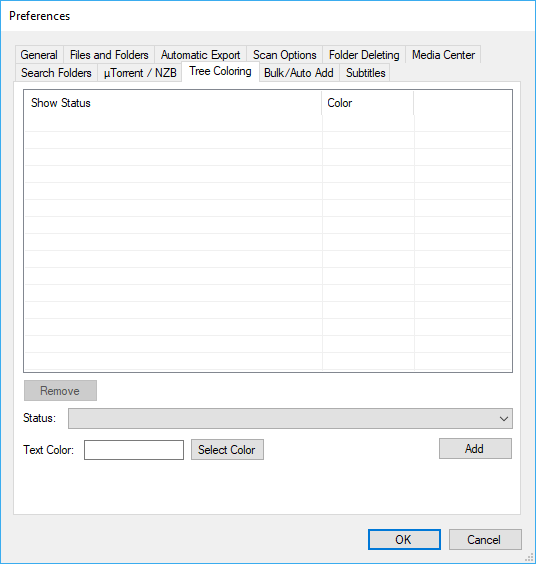 Preferences
General Files and Folders Automatic Export Scan Options Folder Deleting Media Center
Search Folders µTorrent / NZB Tree Coloring Bulk/Auto Add Subtitles
Show Status Color
Remove
Status:
Text Color: Select Color Add
OK Cancel